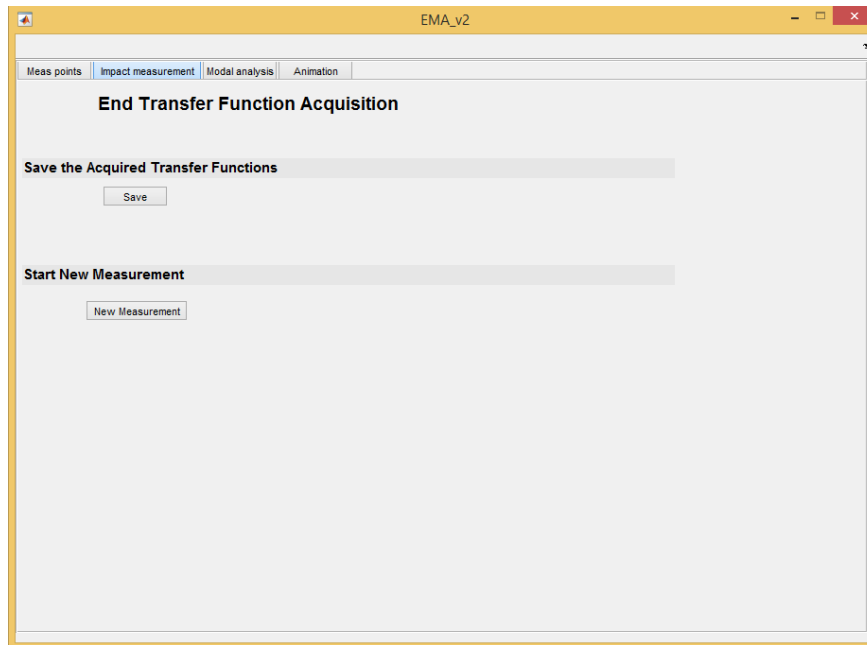 EMA_v2
Meas points Impact measurement Modal analysis Animation
End Transfer Function Acquisition
Save the Acquired Transfer Functions
Save
Start New Measurement
New Measurement